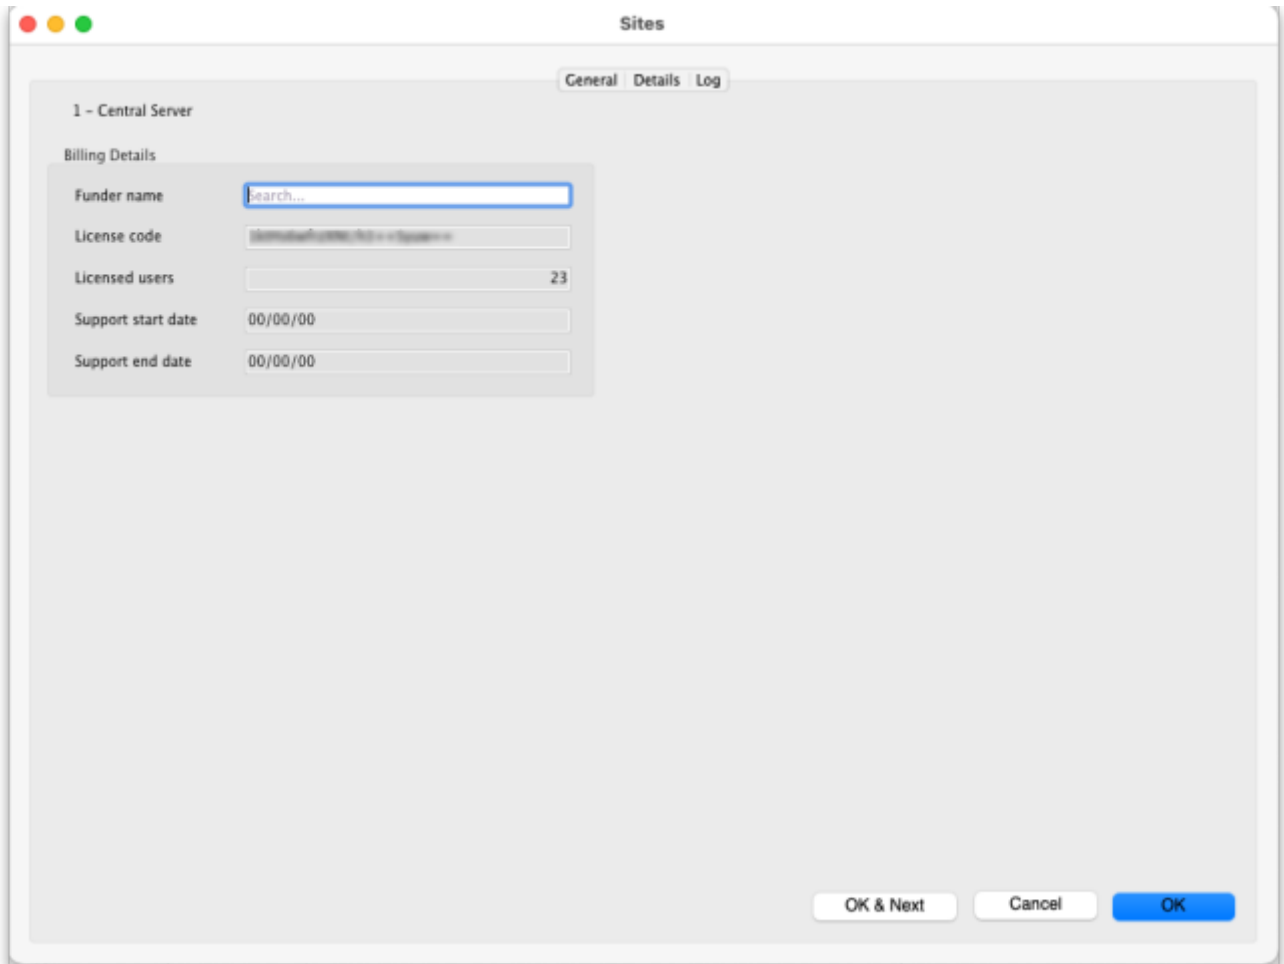 Sites
General Details Log
1 - Central Server
Billing Details
Funder name Search...
License code
Licensed users 23
Support start date 00/00/00
Support end date 00/00/00
OK & Next Cancel OK